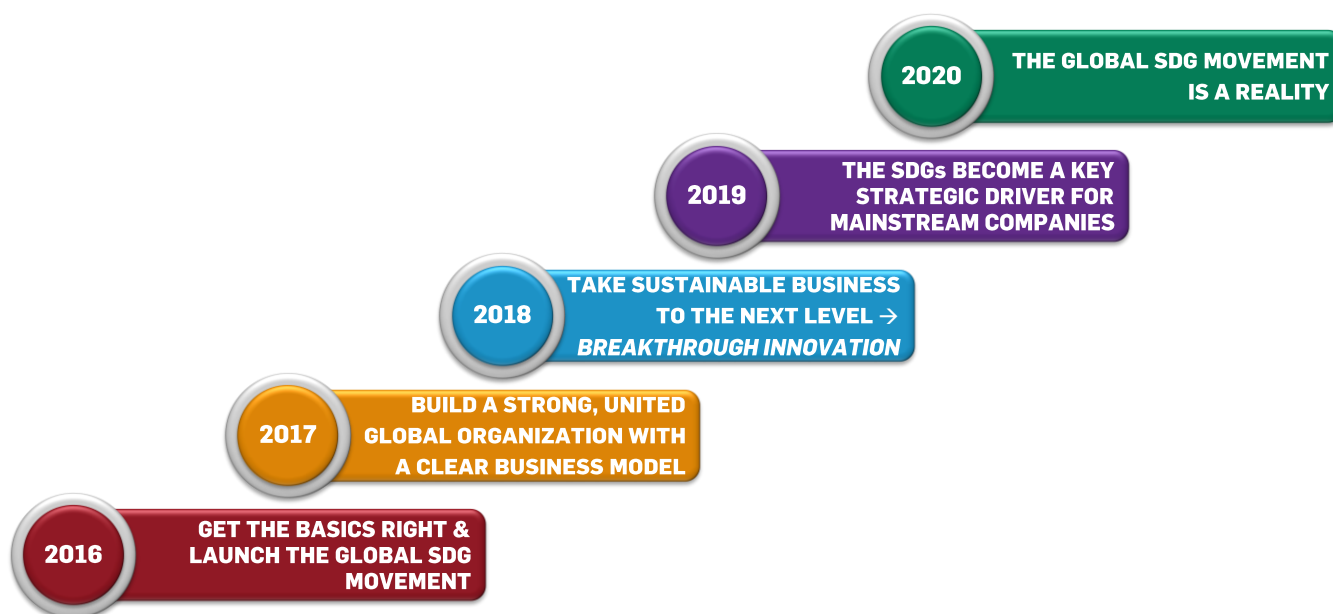 2020
THE GLOBAL SDG MOVEMENT
IS A REALITY
2019
THE SDGs BECOME A KEY
STRATEGIC DRIVER FOR
MAINSTREAM COMPANIES
2018
TAKE SUSTAINABLE BUSINESS
TO THE NEXT LEVEL →
BREAKTHROUGH INNOVATION
2017
BUILD A STRONG, UNITED
GLOBAL ORGANIZATION WITH
A CLEAR BUSINESS MODEL
2016
GET THE BASICS RIGHT &
LAUNCH THE GLOBAL SDG
MOVEMENT